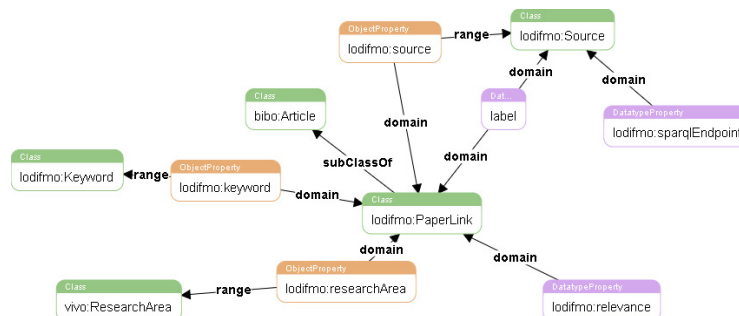 Class
lodifmo:Source
ObjectProperty
lodifmo:source
range
domain
domain
Class
bibo:Article
Dat...
label
DatatypeProperty
lodifmo:sparqlEndpoint
domain
domain
subClassOf
Class
lodifmo:Keyword
range
ObjectProperty
lodifmo:keyword
domain
Class
lodifmo:PaperLink
domain
domain
ObjectProperty
lodifmo:researchArea
range
Class
vivo:ResearchArea
DatatypeProperty
lodifmo:relevance